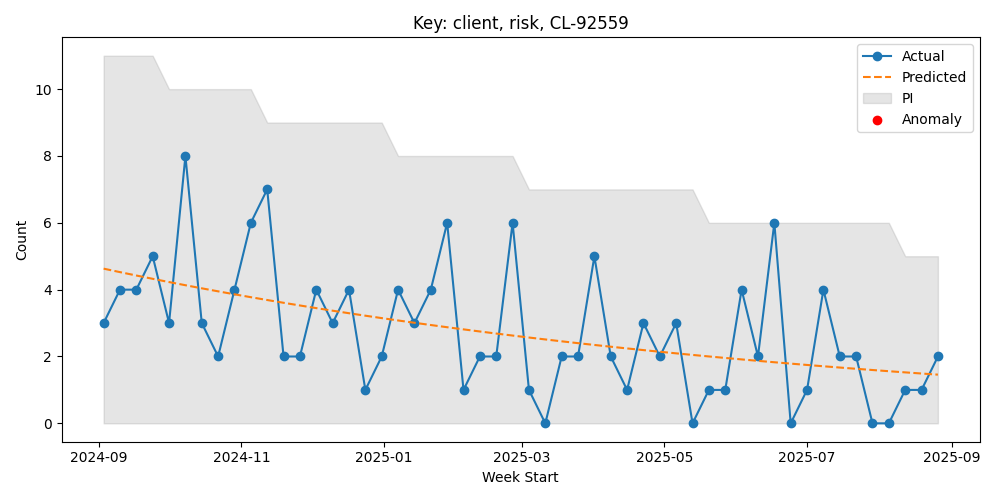 Key: client, risk, CL-92559
Actual
Predicted
PI
Anomaly
Count
10
8
6
4
2
0
2024-09
2024-11
2025-01
2025-03
2025-05
2025-07
2025-09
Week Start